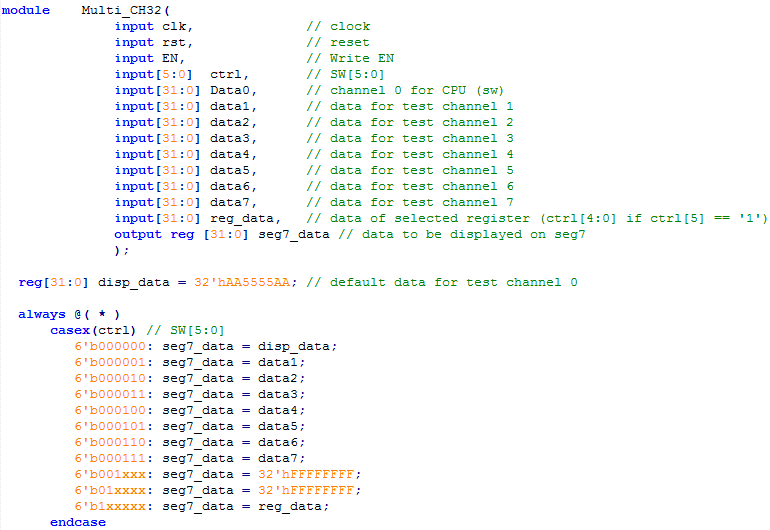 module    Multi_CH32(
input clk,              // clock
input rst,              // reset
input EN,               // Write EN
input[5:0]  ctrl,       // SW[5:0]
input[31:0] Data0,      // channel 0 for CPU (sw)
input[31:0] data1,      // data for test channel 1
input[31:0] data2,      // data for test channel 2
input[31:0] data3,      // data for test channel 3
input[31:0] data4,      // data for test channel 4
input[31:0] data5,      // data for test channel 5
input[31:0] data6,      // data for test channel 6
input[31:0] data7,      // data for test channel 7
input[31:0] reg_data,   // data of selected register (ctrl[4:0] if ctrl[5] == '1')
output reg [31:0] seg7_data // data to be displayed on seg7
);
reg[31:0] disp_data = 32'hAA5555AA; // default data for test channel 0
always @( * )
casex(ctrl) // SW[5:0]
6'b000000: seg7_data = disp_data;
6'b000001: seg7_data = data1;
6'b000010: seg7_data = data2;
6'b000011: seg7_data = data3;
6'b000100: seg7_data = data4;
6'b000101: seg7_data = data5;
6'b000110: seg7_data = data6;
6'b000111: seg7_data = data7;
6'b001xxx: seg7_data = 32'hFFFFFFFF;
6'b01xxxx: seg7_data = 32'hFFFFFFFF;
6'b1xxxxx: seg7_data = reg_data;
endcase